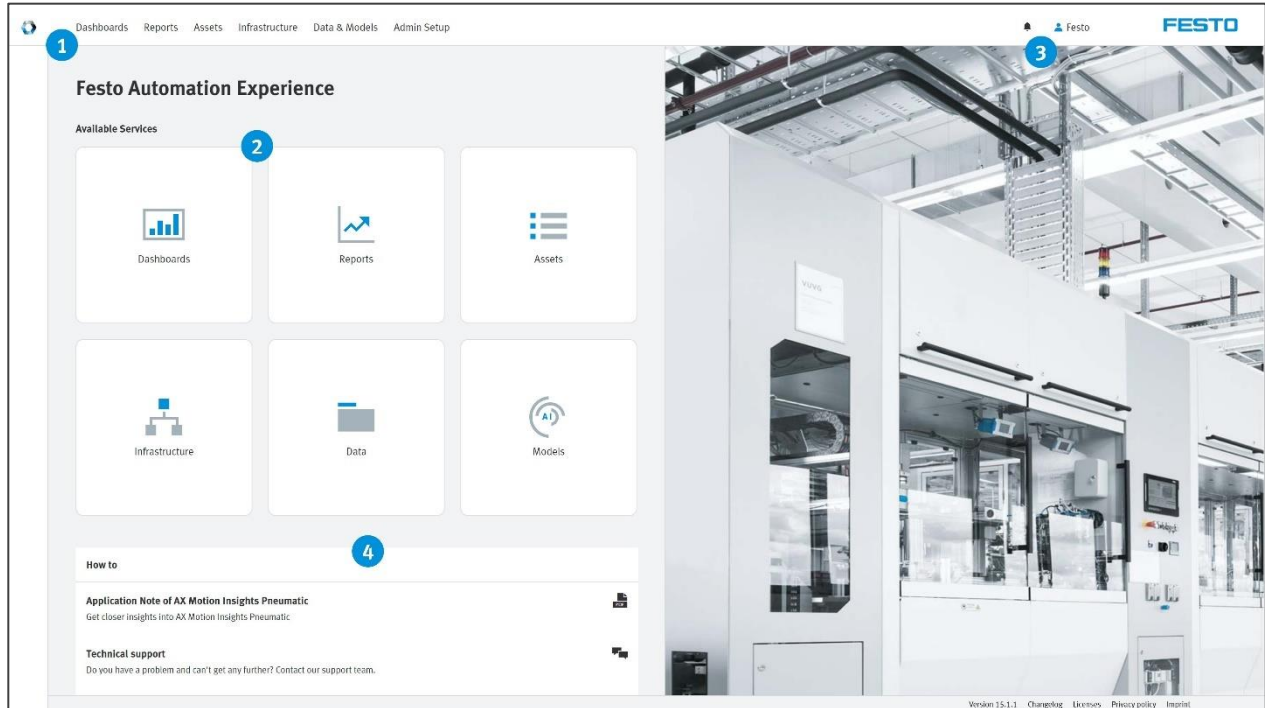 Dashboards Reports Assets Infrastructure Data & Models Admin Setup Festo FESTO
1
3
Festo Automation Experience
Available Services
2
Dashboards Reports Assets
VUVG
Infrastructure Data Models
AI
4
How to
Application Note of AX Motion Insights Pneumatic
PDF
Get closer insights into AX Motion Insights Pneumatic
Technical support
Do you have a problem and can't get any further? Contact our support team.
Version 15.1.1 Changelog Licenses Privacy policy Imprint